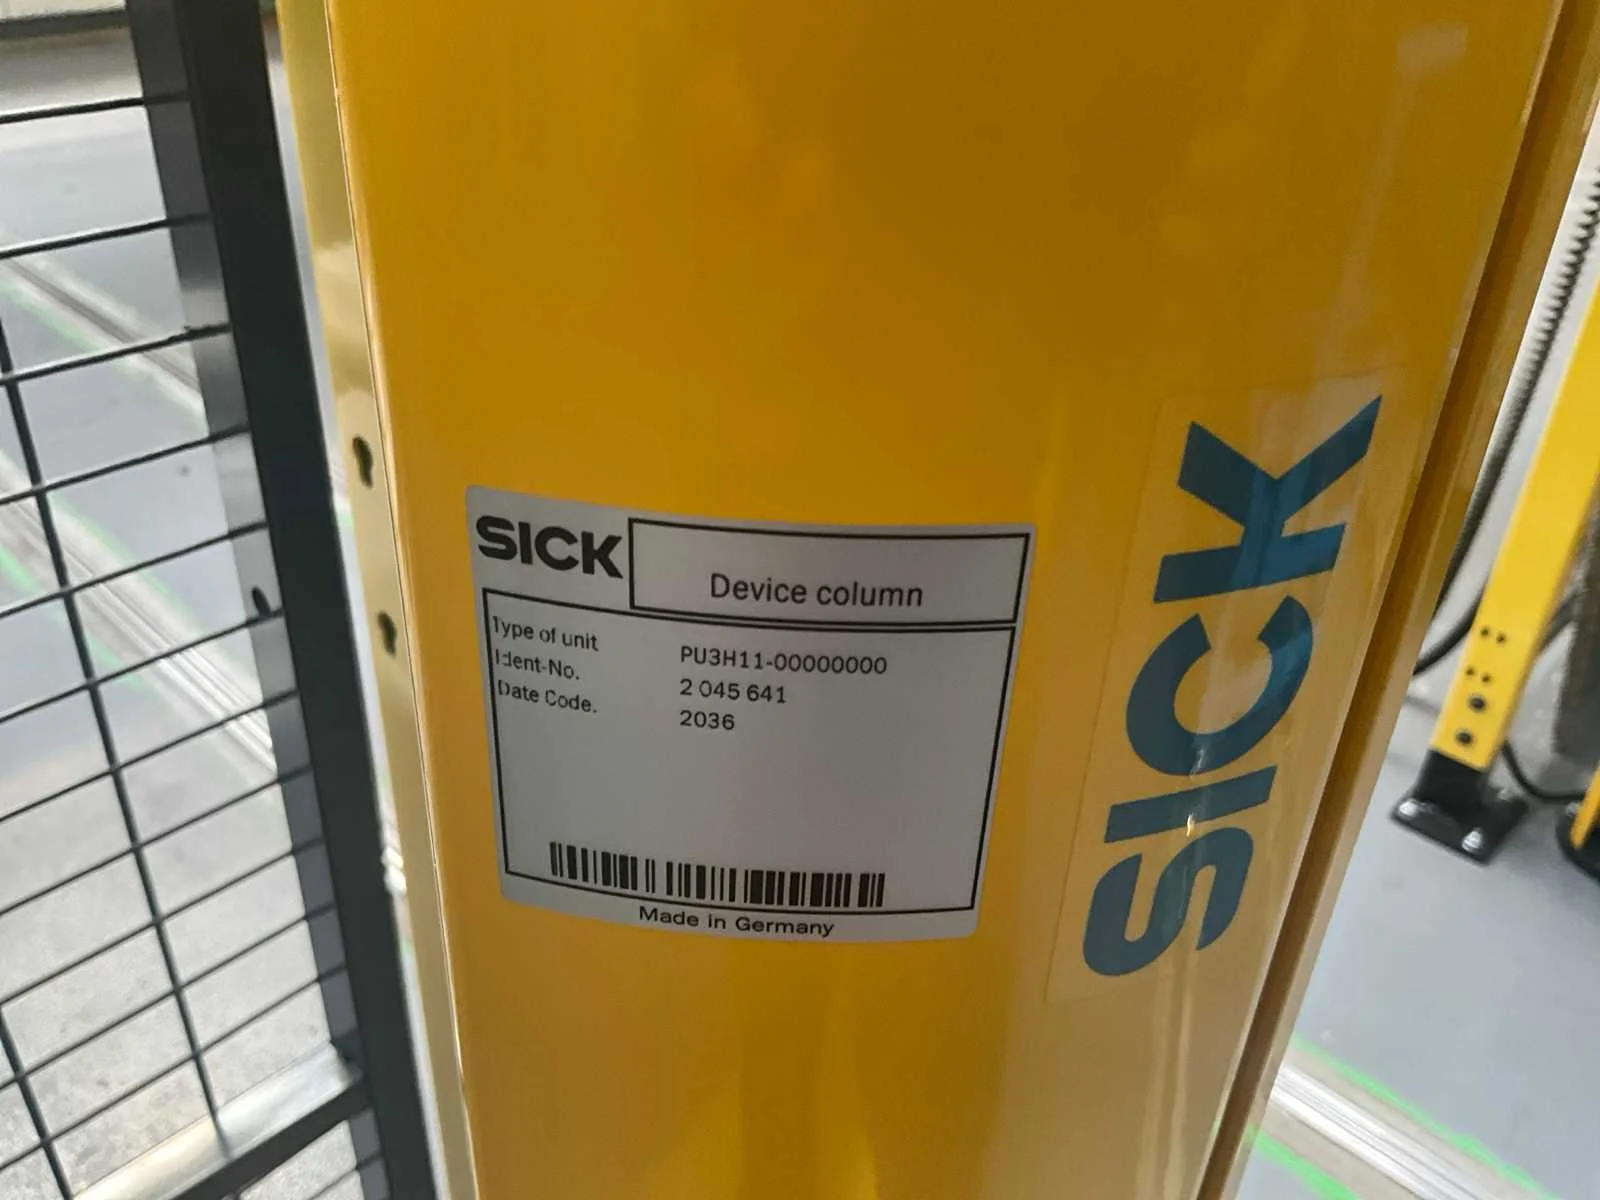 SICK
Device column
Type of unit PU3H11-00000000
Ident-No. 2 045 641
Date Code. 2036
Made in Germany
SICK